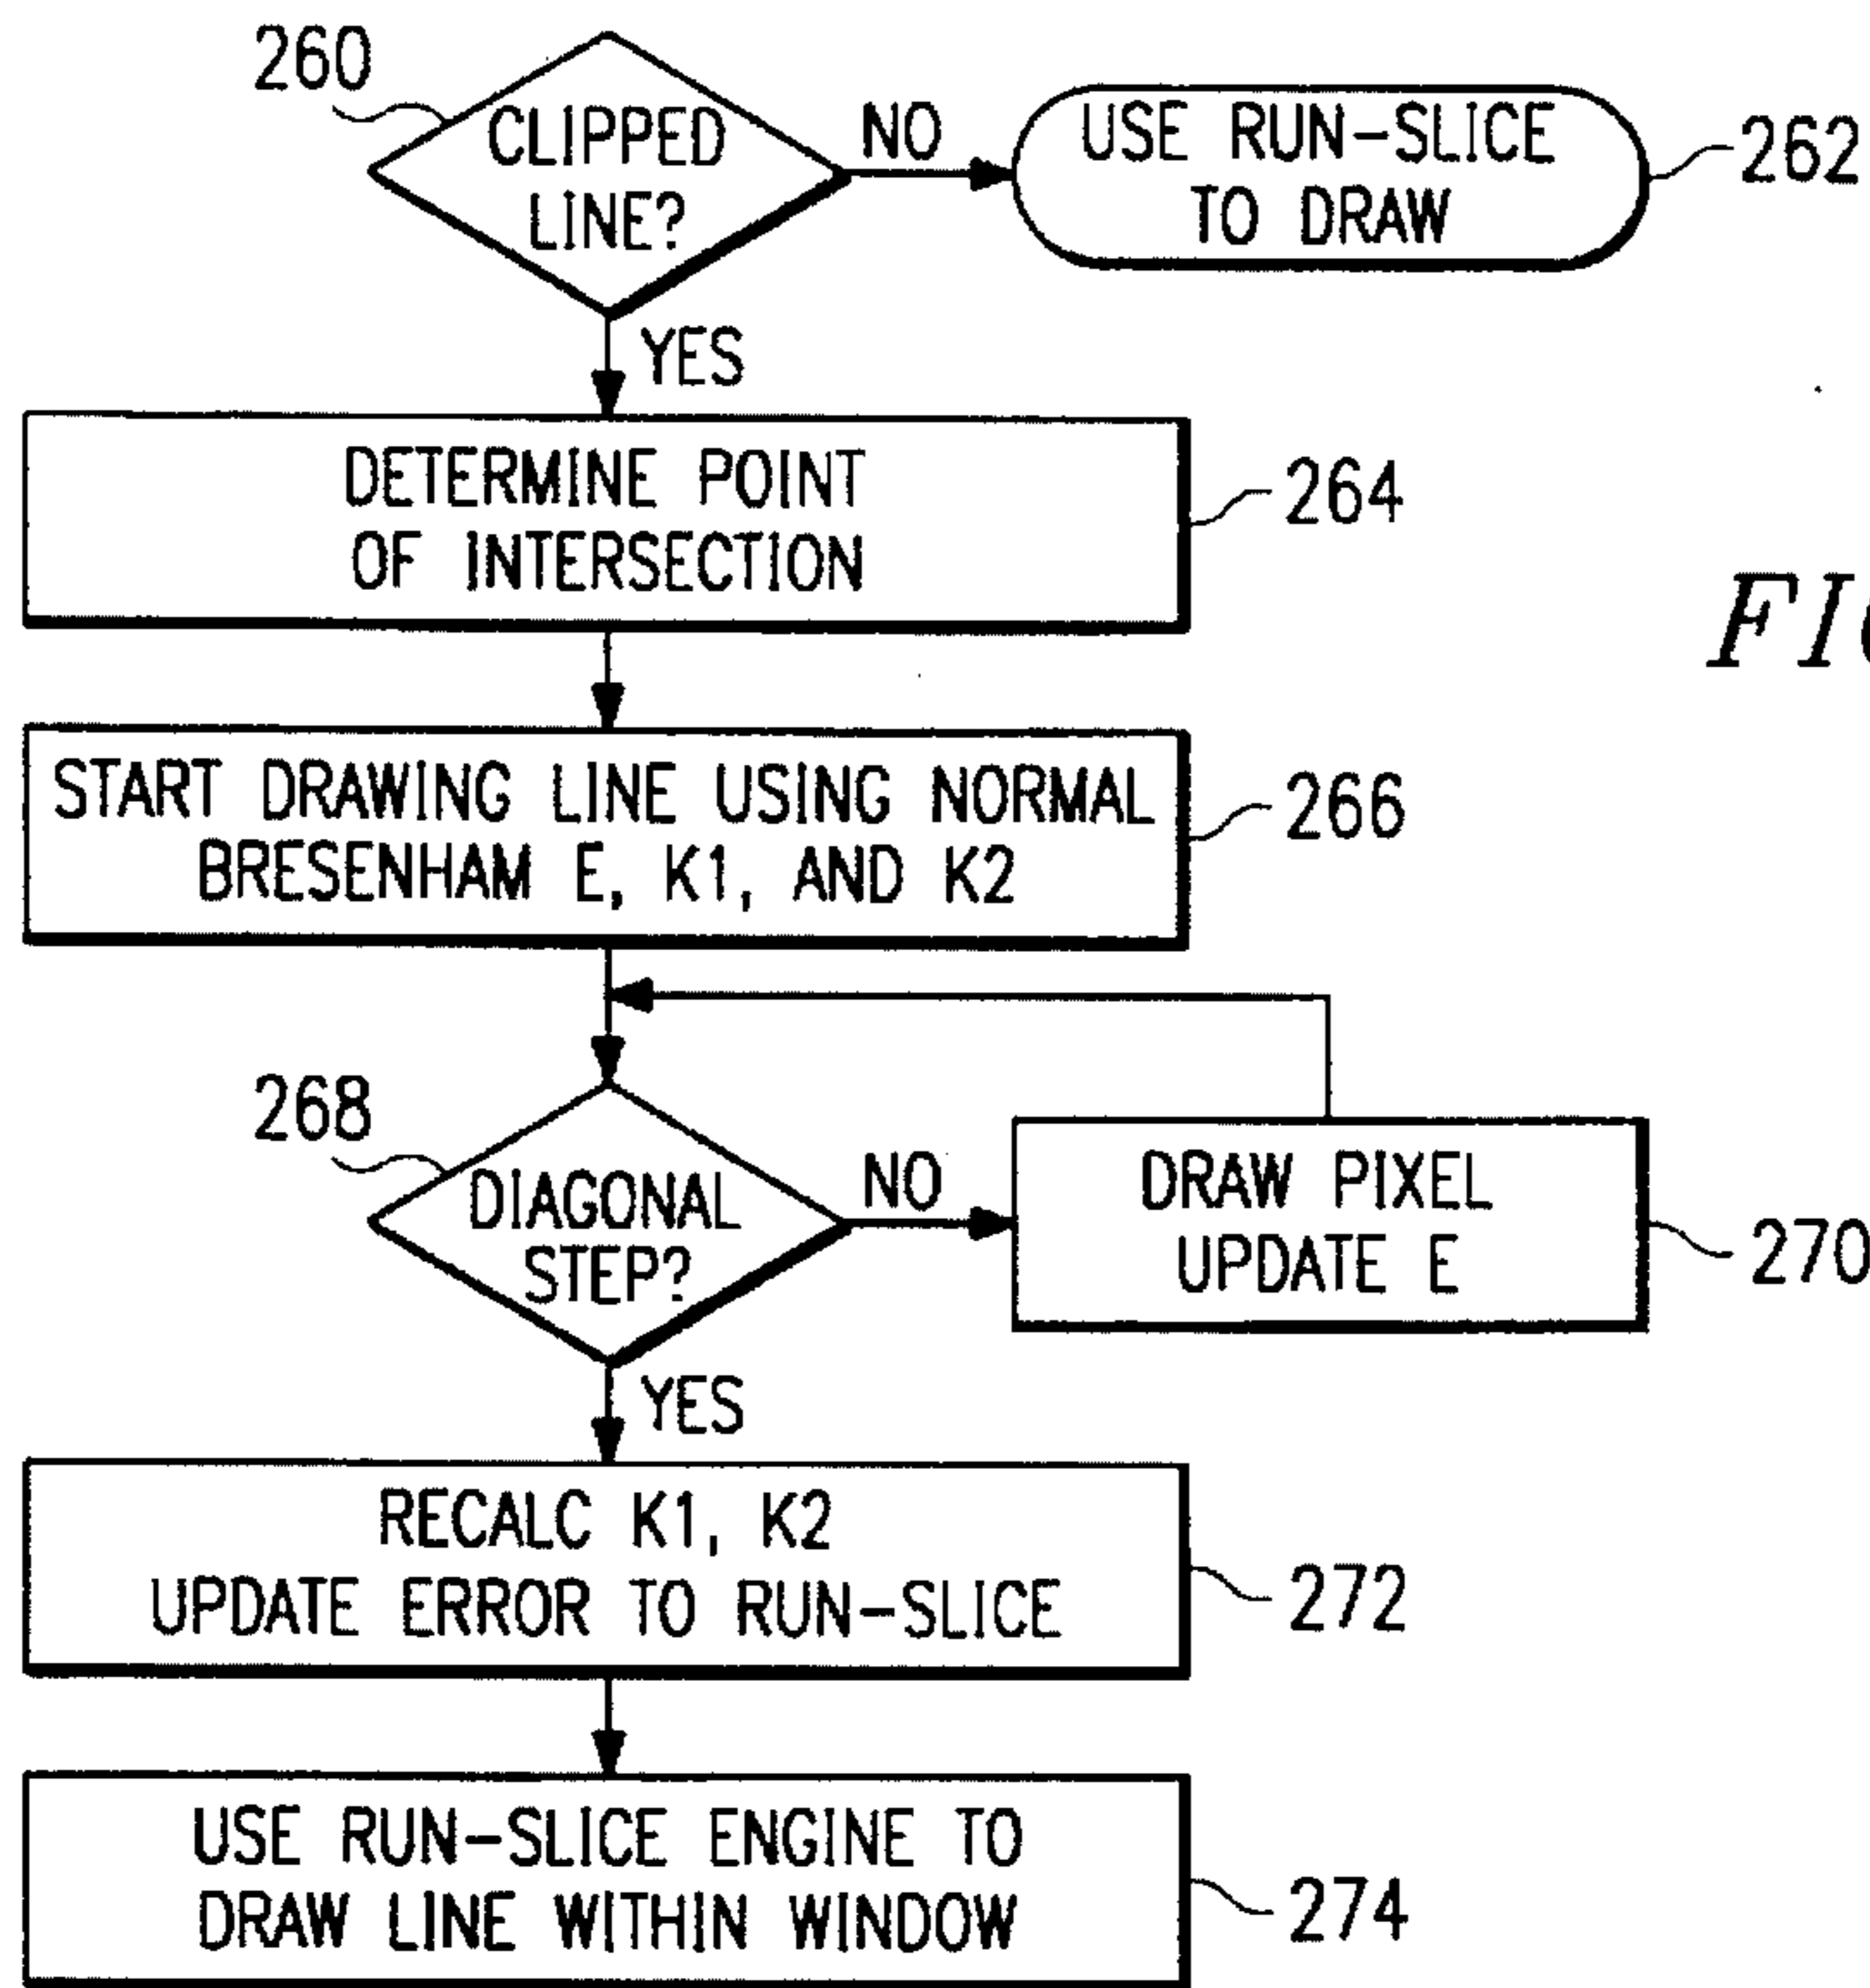 260
CLIPPED
LINE?
NO
USE RUN-SLICE
TO DRAW
262
YES
DETERMINE POINT
OF INTERSECTION
264
START DRAWING LINE USING NORMAL
BRESENHAM E, K1, AND K2
266
268
DIAGONAL
STEP?
NO
DRAW PIXEL
UPDATE E
270
YES
RECALC K1, K2
UPDATE ERROR TO RUN-SLICE
272
USE RUN-SLICE ENGINE TO
DRAW LINE WITHIN WINDOW
274